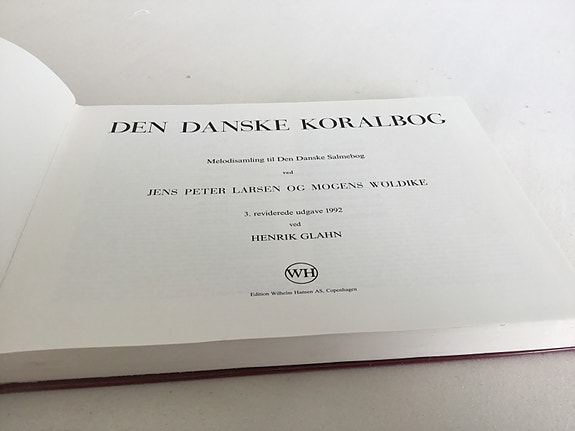 DEN DANSKE KORALBOG
Melodisamling til Den Danske Salmebog
ved
JENS PETER LARSEN OG MOGENS WÖLDIKE
3. reviderede udgave 1992
ved
HENRIK GLAHN
WH
Edition Wilhelm Hansen AS, Copenhagen